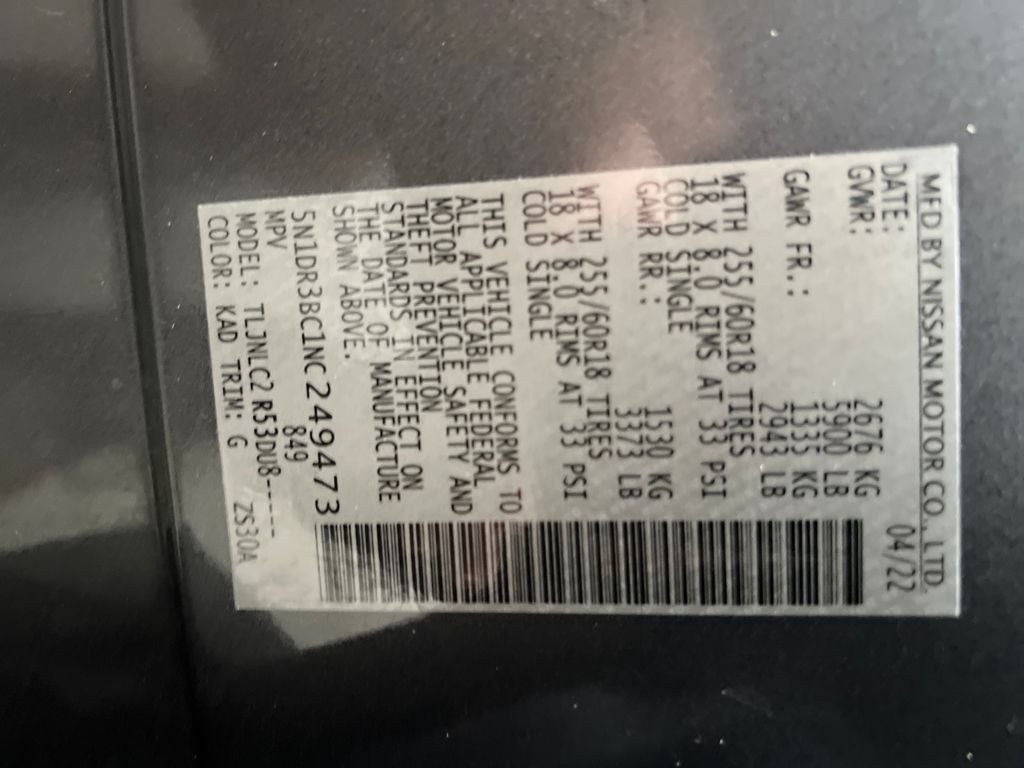 MFD BY NISSAN MOTOR CO., LTD.
DATE: 04/22
GVWR: 2676 KG
5900 LB
GAWR FR.: 1335 KG
2943 LB
WITH 255/60R18 TIRES
18 X 8.0 RIMS AT 33 PSI
COLD SINGLE
GAWR RR.: 1530 KG
3373 LB
WITH 255/60R18 TIRES
18 X 8.0 RIMS AT 33 PSI
COLD SINGLE
THIS VEHICLE CONFORMS TO
ALL APPLICABLE FEDERAL
MOTOR VEHICLE SAFETY AND
THEFT PREVENTION
STANDARDS IN EFFECT ON
THE DATE OF MANUFACTURE
SHOWN ABOVE.
5N1DR3BC1NC249473
MPV 849
MODEL: TLJNLC2 R53DU8-----
COLOR: KAD TRIM: G ZS30A